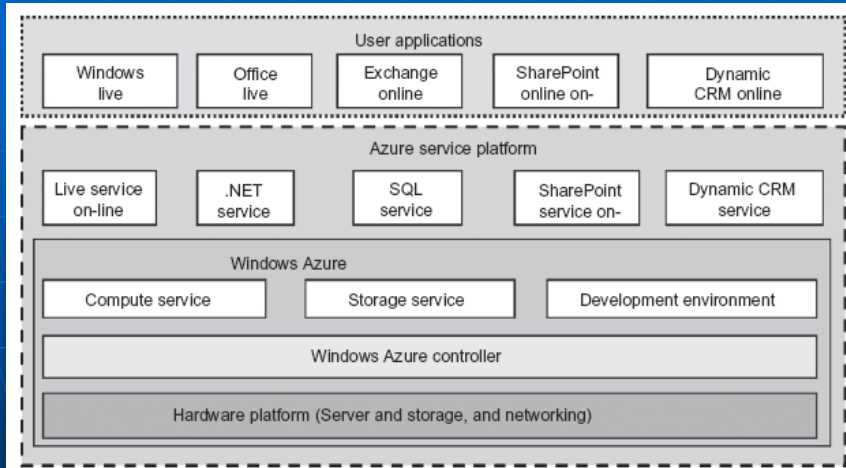 User applications
Windows
live
Office
live
Exchange
online
SharePoint
online on-
Dynamic
CRM online
Azure service platform
Live service
on-line
.NET
service
SQL
service
SharePoint
service on-
Dynamic CRM
service
Windows Azure
Compute service
Storage service
Development environment
Windows Azure controller
Hardware platform (Server and storage, and networking)